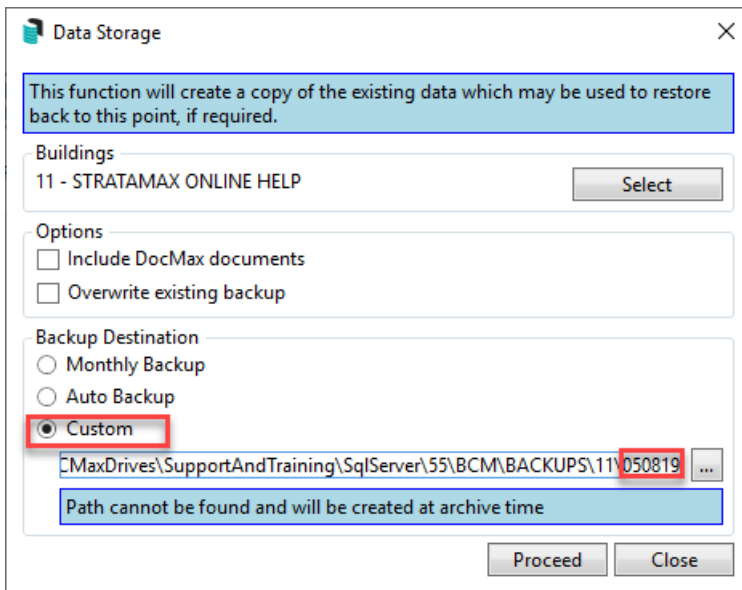 Data Storage
This function will create a copy of the existing data which may be used to restore
back to this point, if required.
Buildings
11 - STRATAMAX ONLINE HELP
Select
Options
Include DocMax documents
Overwrite existing backup
Backup Destination
Monthly Backup
Auto Backup
Custom
CMaxDrives\SupportAndTraining\SqlServer\55\BCM\BACKUPS\11\050819
...
Path cannot be found and will be created at archive time
Proceed
Close